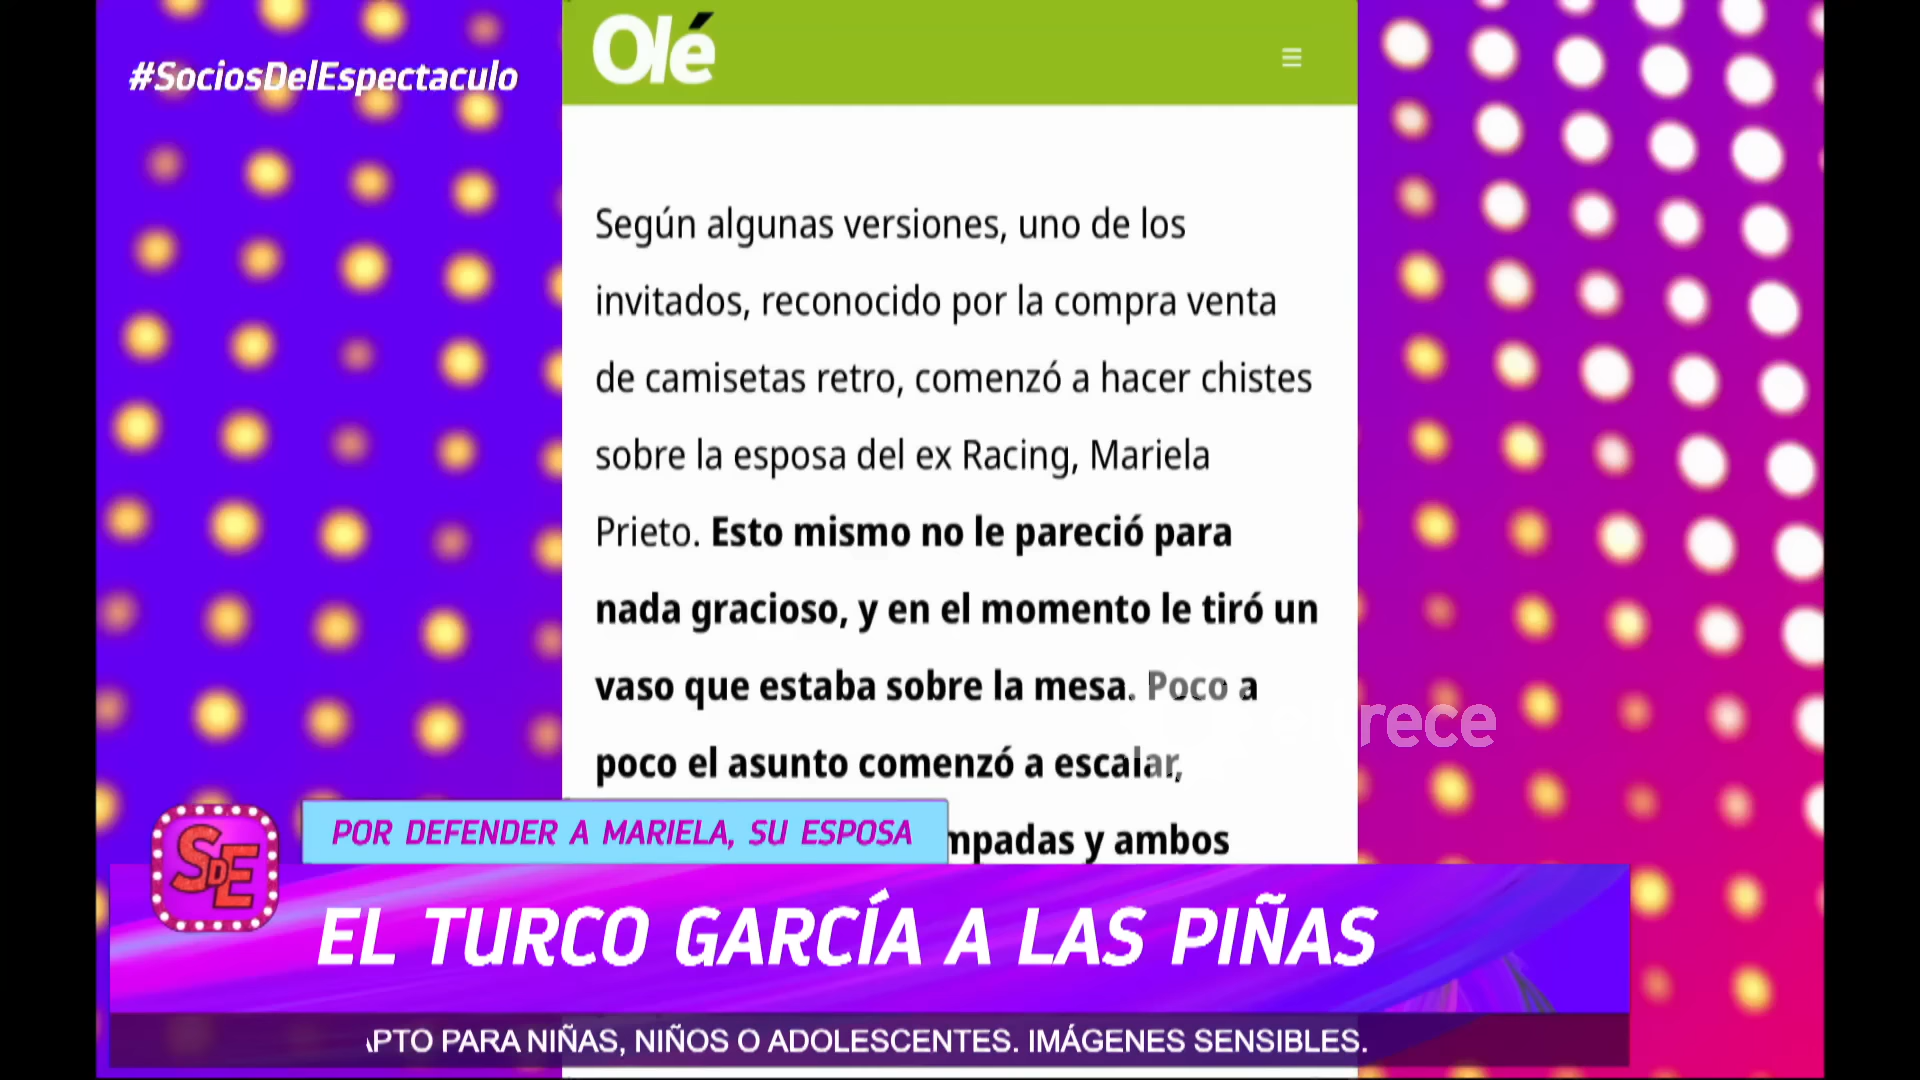 #SociosDelEspectaculo
Olé
Según algunas versiones, uno de los
invitados, reconocido por la compra venta
de camisetas retro, comenzó a hacer chistes
sobre la esposa del ex Racing, Mariela
Prieto. Esto mismo no le pareció para
nada gracioso, y en el momento le tiró un
vaso que estaba sobre la mesa. Poco a
poco el asunto comenzó a escalar,
mpadas y ambos
POR DEFENDER A MARIELA, SU ESPOSA
SDE
EL TURCO GARCÍA A LAS PIÑAS
APTO PARA NIÑAS, NIÑOS O ADOLESCENTES. IMÁGENES SENSIBLES.